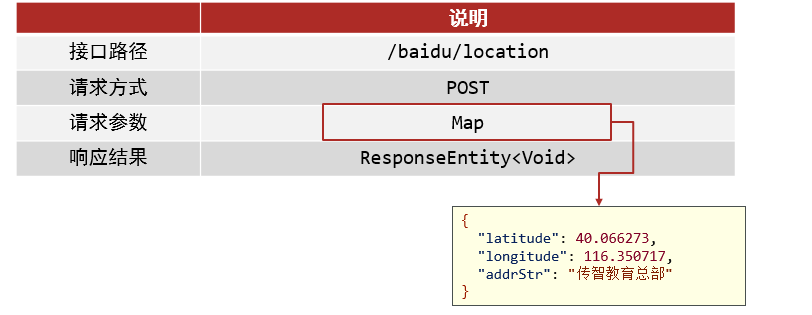 说明
接口路径 /baidu/location
请求方式 POST
请求参数 Map
响应结果 ResponseEntity<Void>
{
"latitude": 40.066273,
"longitude": 116.350717,
"addrStr": "传智教育总部"
}